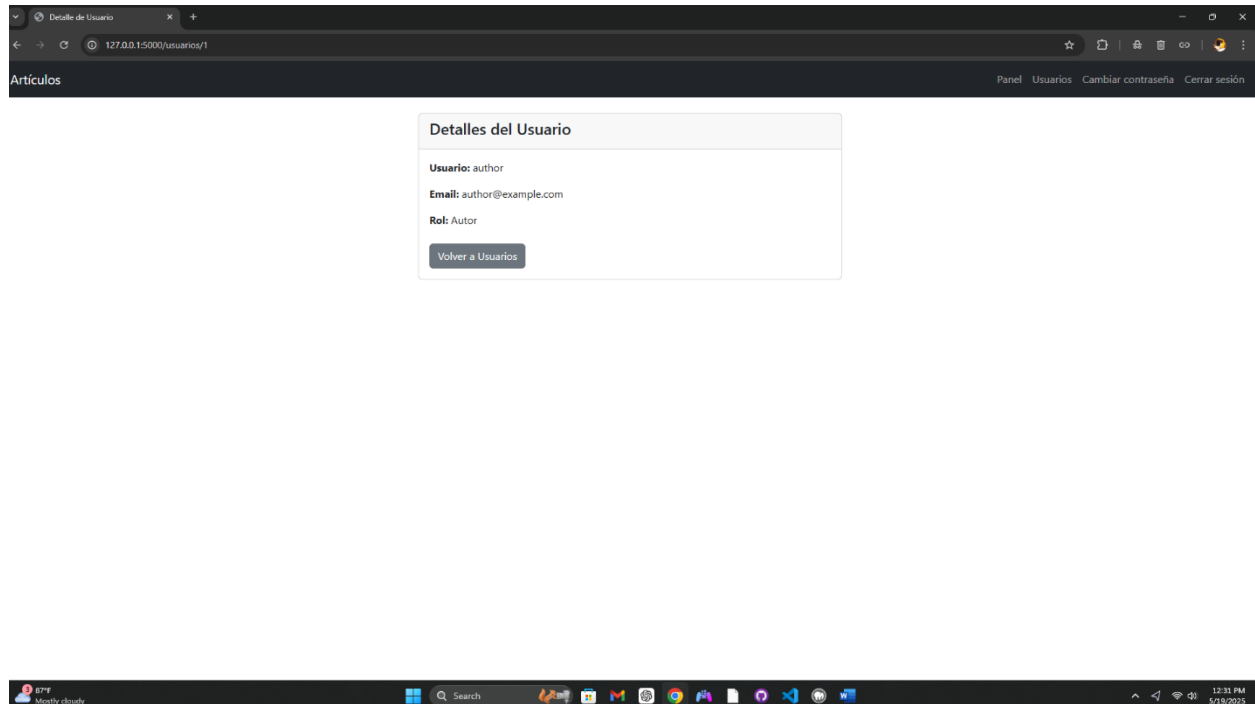 Detalle de Usuario
127.0.0.1:5000/usuarios/1
Artículos Panel Usuarios Cambiar contraseña Cerrar sesión
Detalles del Usuario
Usuario: author
Email: author@example.com
Rol: Autor
Volver a Usuarios
3 87°F
Mostly cloudy
Search
12:31 PM
5/19/2025